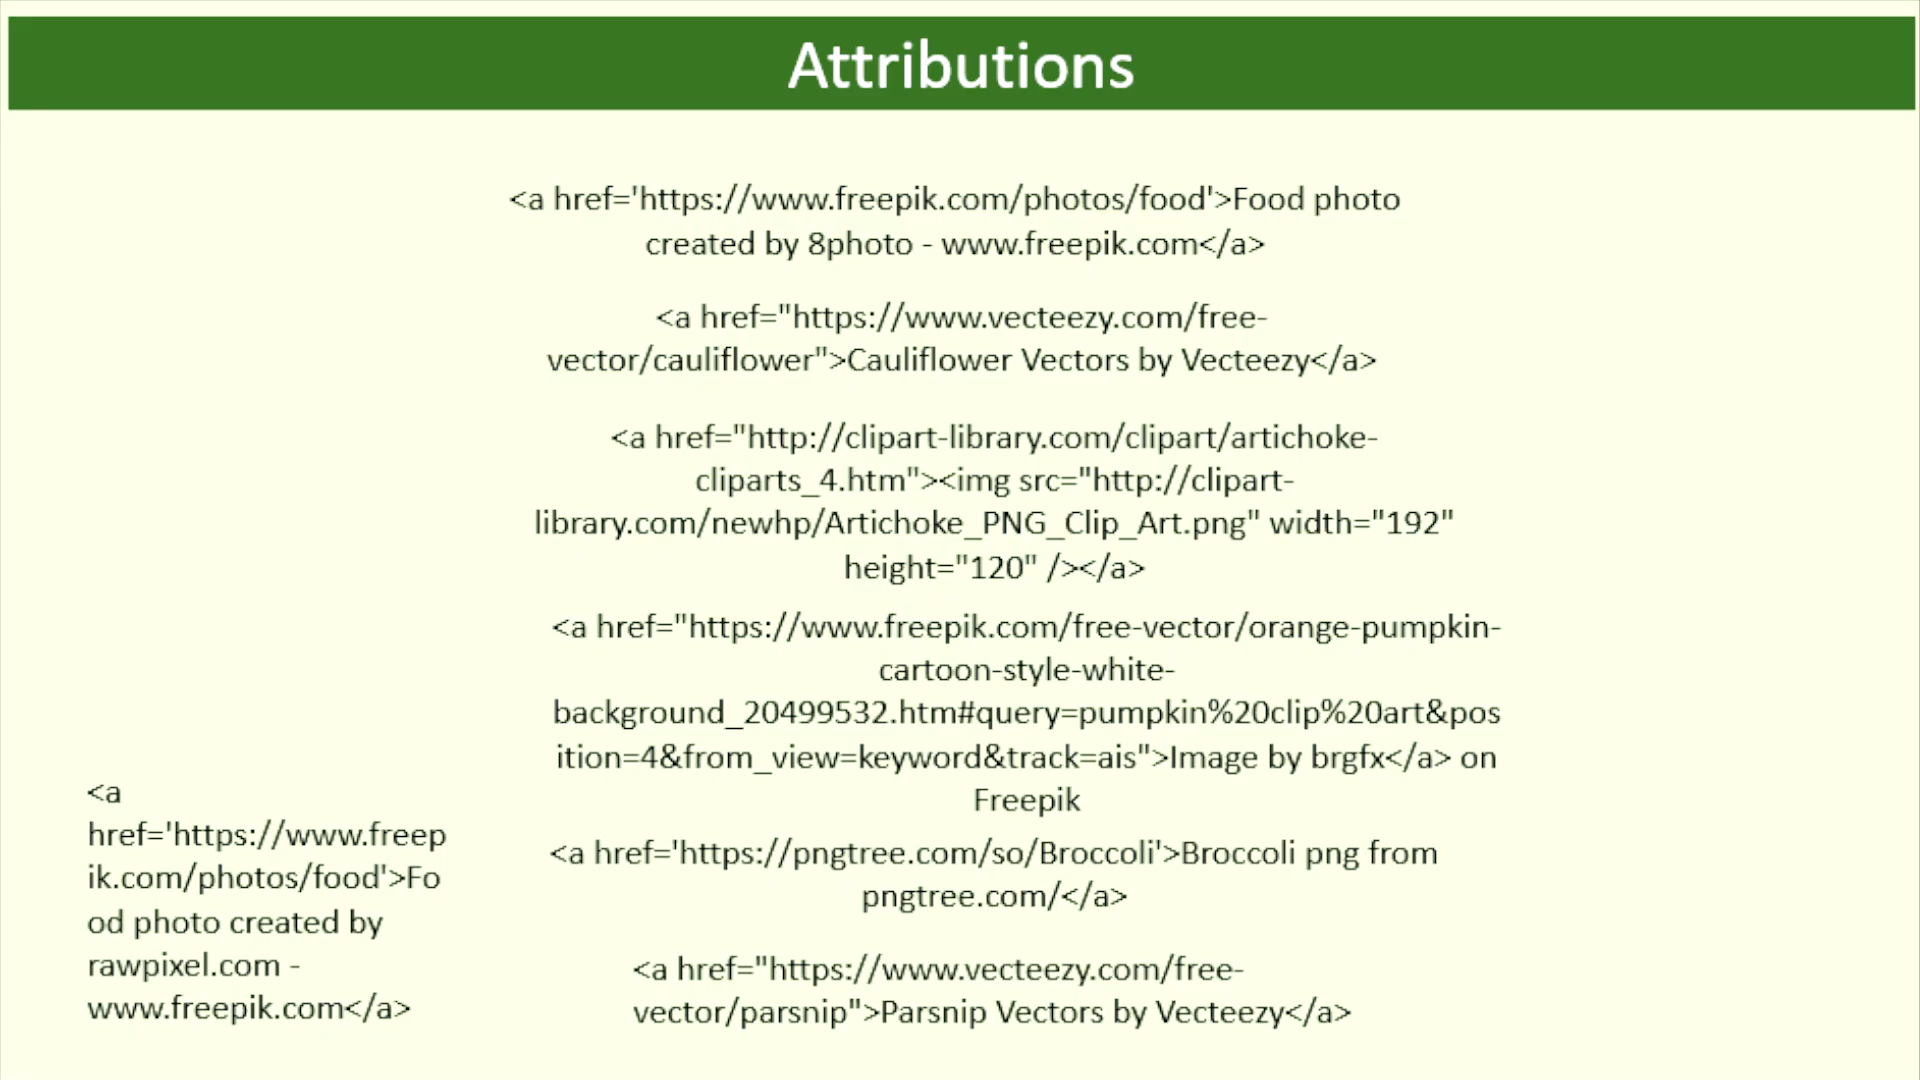 Attributions
<a href='https://www.freepik.com/photos/food'>Food photo
created by 8photo - www.freepik.com</a>
<a href="https://www.vecteezy.com/free-
vector/cauliflower">Cauliflower Vectors by Vecteezy</a>
<a href="http://clipart-library.com/clipart/artichoke-
cliparts_4.htm"><img src="http://clipart-
library.com/newhp/Artichoke_PNG_Clip_Art.png" width="192"
height="120" /></a>
<a href="https://www.freepik.com/free-vector/orange-pumpkin-
cartoon-style-white-
background_20499532.htm#query=pumpkin%20clip%20art&pos
ition=4&from_view=keyword&track=ais">Image by brgfx</a> on
Freepik
<a
href='https://www.freep
ik.com/photos/food'>Fo
od photo created by
rawpixel.com -
www.freepik.com</a>
<a href='https://pngtree.com/so/Broccoli'>Broccoli png from
pngtree.com/</a>
<a href="https://www.vecteezy.com/free-
vector/parsnip">Parsnip Vectors by Vecteezy</a>